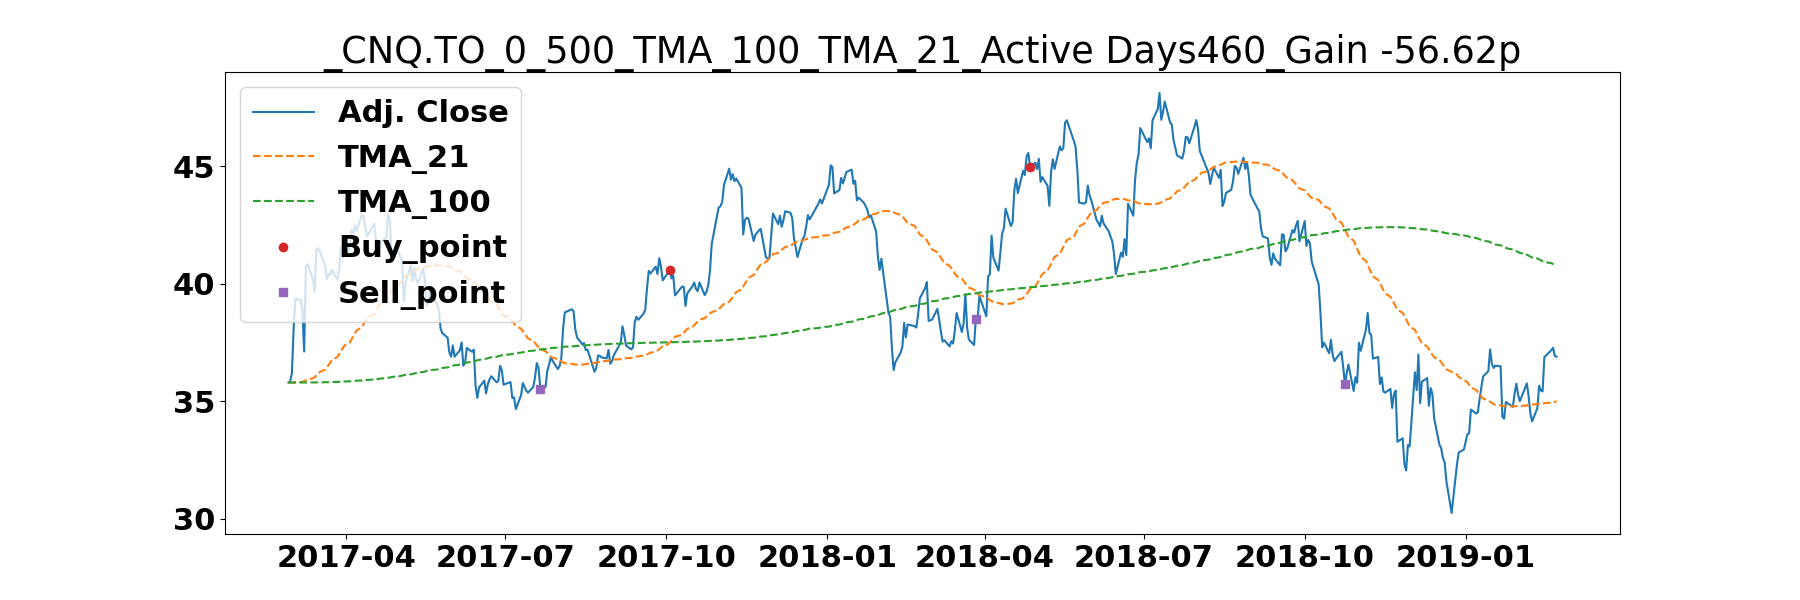 _CNQ.TO_0_500_TMA_100_TMA_21_Active Days460_Gain -56.62p
Adj. Close
TMA_21
TMA_100
Buy_point
Sell_point
45
40
35
30
2017-04 2017-07 2017-10 2018-01 2018-04 2018-07 2018-10 2019-01